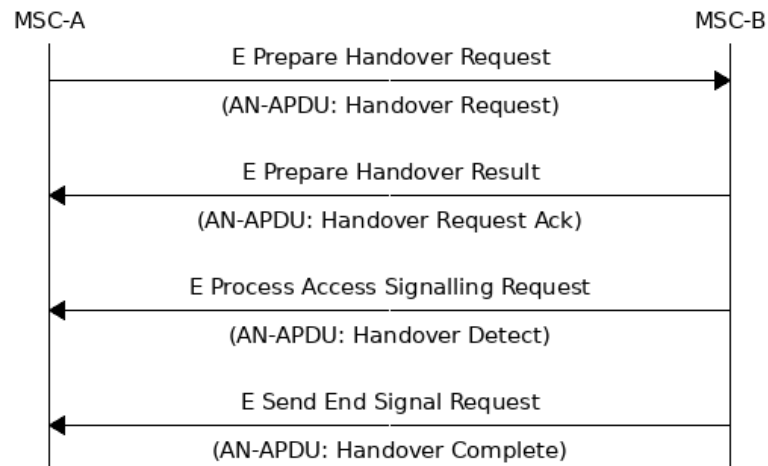 MSC-A MSC-B
E Prepare Handover Request
(AN-APDU: Handover Request)
E Prepare Handover Result
(AN-APDU: Handover Request Ack)
E Process Access Signalling Request
(AN-APDU: Handover Detect)
E Send End Signal Request
(AN-APDU: Handover Complete)